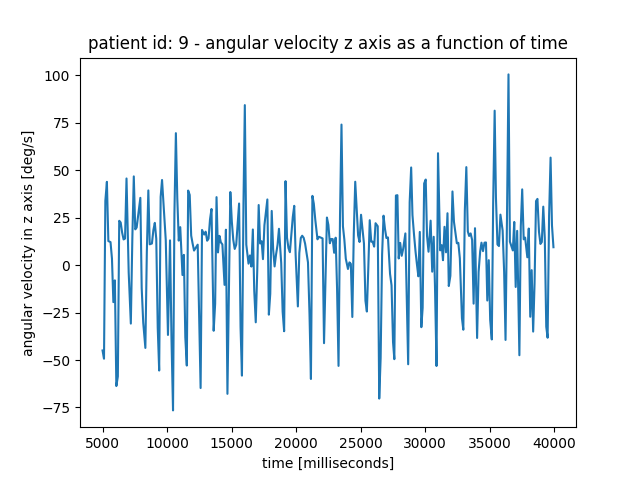 patient id: 9 - angular velocity z axis as a function of time
100
75
50
25
0
−25
−50
−75
angular velocity in z axis [deg/s]
5000 10000 15000 20000 25000 30000 35000 40000
time [milliseconds]